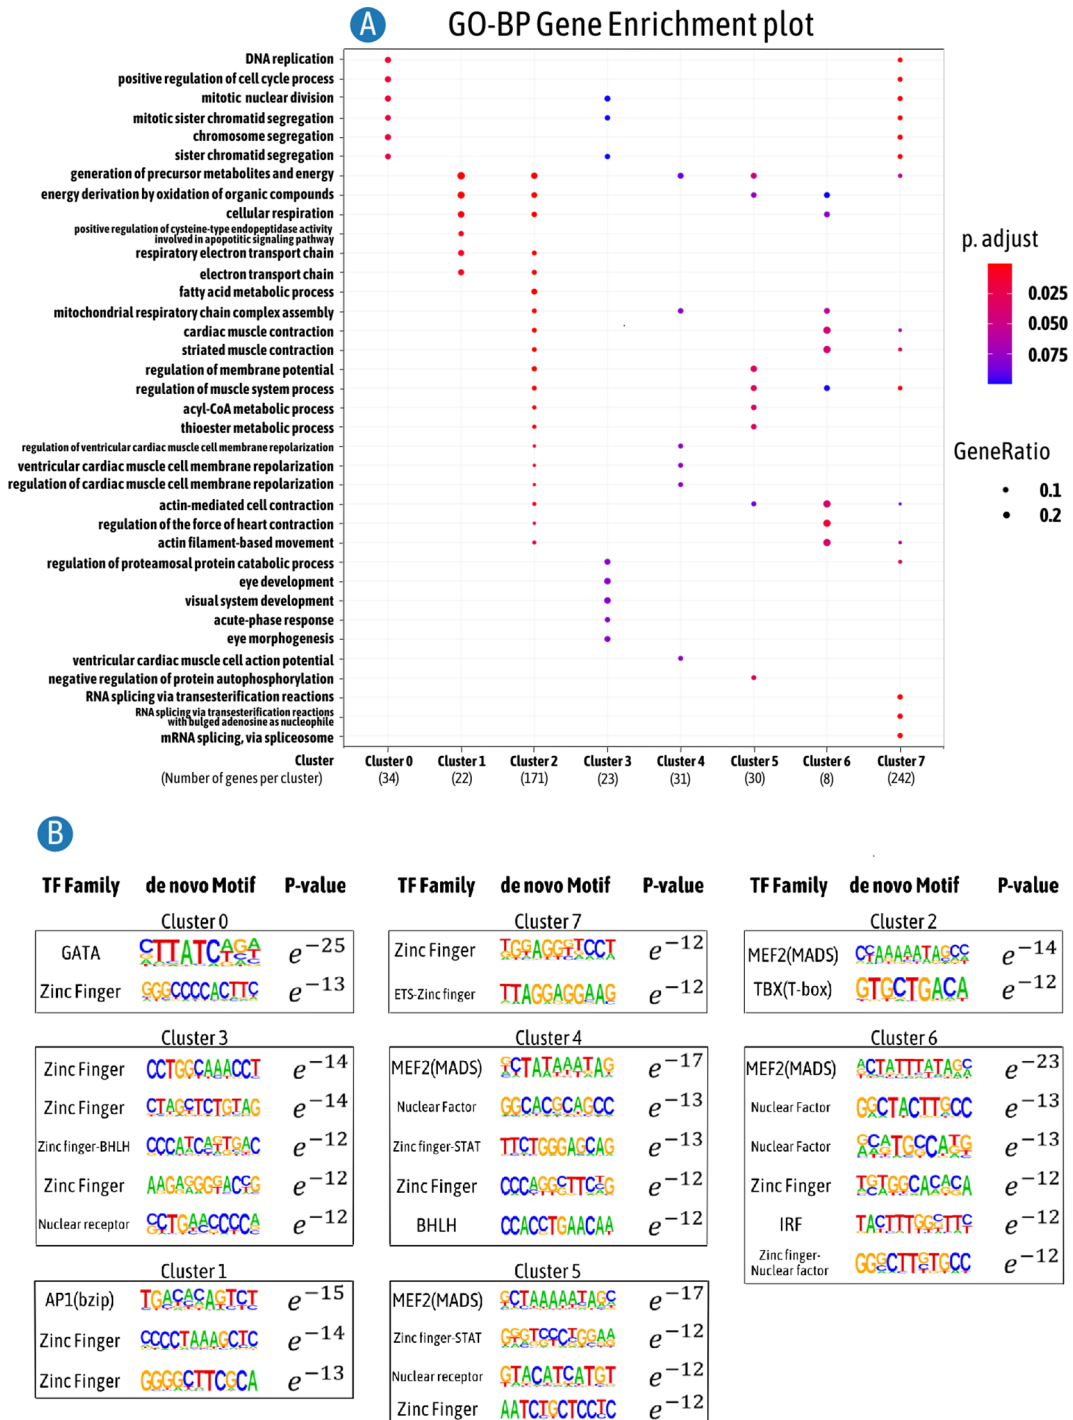 A GO-BP Gene Enrichment plot
DNA replication
positive regulation of cell cycle process
mitotic nuclear division
mitotic sister chromatid segregation
chromosome segregation
sister chromatid segregation
generation of precursor metabolites and energy
energy derivation by oxidation of organic compounds
cellular respiration
positive regulation of cysteine-type endopeptidase activity
involved in apopotitic signaling pathway
respiratory electron transport chain
electron transport chain
fatty acid metabolic process
mitochondrial respiratory chain complex assembly
cardiac muscle contraction
striated muscle contraction
regulation of membrane potential
regulation of muscle system process
acyl-CoA metabolic process
thioester metabolic process
regulation of ventricular cardiac muscle cell membrane repolarization
ventricular cardiac muscle cell membrane repolarization
regulation of cardiac muscle cell membrane repolarization
actin-mediated cell contraction
regulation of the force of heart contraction
actin filament-based movement
regulation of proteamosal protein catabolic process
eye development
visual system development
acute-phase response
eye morphogenesis
ventricular cardiac muscle cell action potential
negative regulation of protein autophosphorylation
RNA splicing via transesterification reactions
RNA splicing via transesterification reactions
with bulged adenosine as nucleophile
mRNA splicing, via spliceosome
Cluster Cluster 0 Cluster 1 Cluster 2 Cluster 3 Cluster 4 Cluster 5 Cluster 6 Cluster 7
(Number of genes per cluster) (34) (22) (171) (23) (31) (30) (8) (242)
p. adjust
0.025
0.050
0.075
GeneRatio
0.1
0.2
B
TF Family de novo Motif P-value
Cluster 0
GATA e−25
Zinc Finger GGGCCCCACTTC e−13
Cluster 3
Zinc Finger CCTGGCAAACCT e−14
Zinc Finger CTAGCTCTGTAG e−14
Zinc finger-BHLH e−12
Zinc Finger e−12
Nuclear receptor e−12
Cluster 1
AP1(bzip) e−15
Zinc Finger CCCCTAAAGCTC e−14
Zinc Finger GGGGCTTCGCA e−13
TF Family de novo Motif P-value
Cluster 7
Zinc Finger e−12
ETS-Zinc finger TTAGGAGGAAG e−12
Cluster 4
MEF2(MADS) e−17
Nuclear Factor GGCACGCAGCC e−13
Zinc finger-STAT TTCTGGGAGCAG e−13
Zinc Finger e−12
BHLH CCACCTGAACAA e−12
Cluster 5
MEF2(MADS) e−17
Zinc finger-STAT e−12
Nuclear receptor GTACATCATGT e−12
Zinc Finger AATCTGCTCCTC e−12
TF Family de novo Motif P-value
Cluster 2
MEF2(MADS) e−14
TBX(T-box) GTGCTGACA e−12
Cluster 6
MEF2(MADS) e−23
Nuclear Factor GGCTACTTGCC e−13
Nuclear Factor e−13
Zinc Finger e−12
IRF e−12
Zinc finger-
Nuclear factor GGGCTTGTGCC e−12